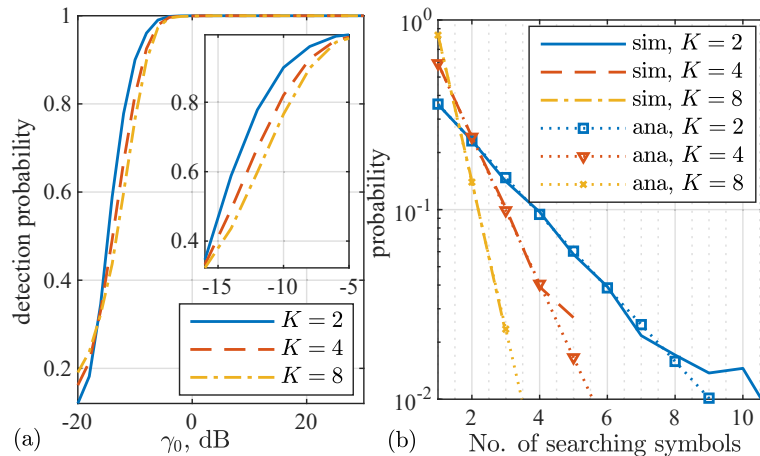 detection probability
1
0.8
0.6
0.4
0.2
-20
0
20
γ₀, dB
(a)
0.8
0.6
0.4
-15
-10
-5
K = 2
K = 4
K = 8
probability
10⁰
10⁻¹
10⁻²
2
4
6
8
10
No. of searching symbols
(b)
sim, K = 2
sim, K = 4
sim, K = 8
ana, K = 2
ana, K = 4
ana, K = 8